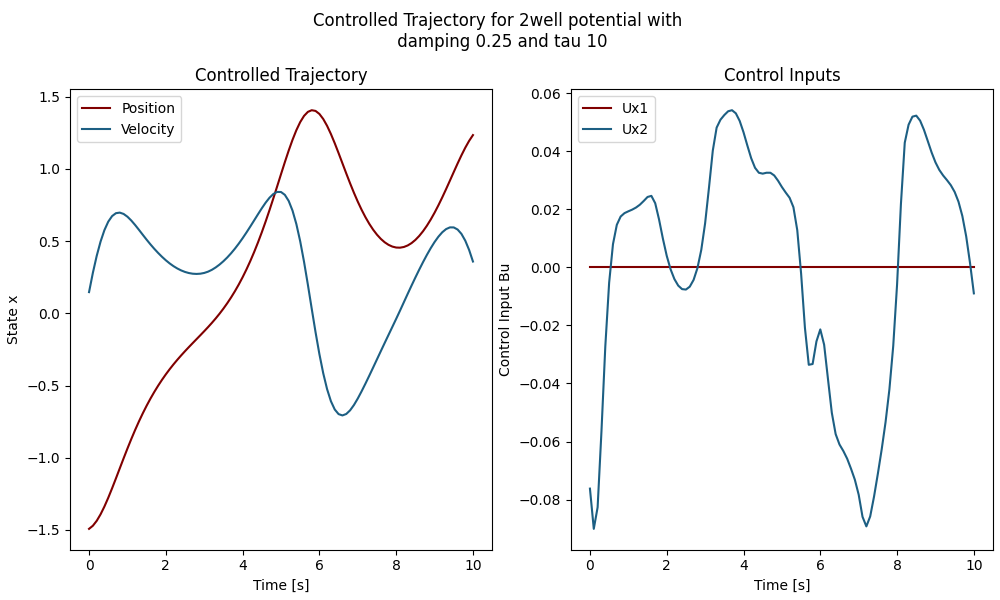 Controlled Trajectory for 2well potential with
damping 0.25 and tau 10
Controlled Trajectory
Position
Velocity
State x
1.5
1.0
0.5
0.0
−0.5
−1.0
−1.5
0 2 4 6 8 10
Time [s]
Control Inputs
Ux1
Ux2
Control Input Bu
0.06
0.04
0.02
0.00
−0.02
−0.04
−0.06
−0.08
0 2 4 6 8 10
Time [s]